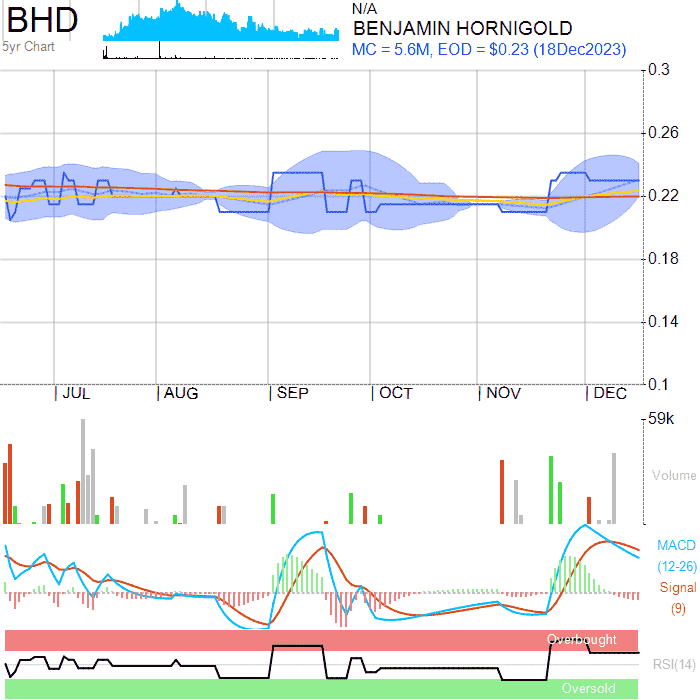 BHD
5yr Chart
N/A
BENJAMIN HORNIGOLD
MC = 5.6M, EOD = $0.23 (18Dec2023)
0.3
0.26
0.22
0.18
0.14
0.1
JUL AUG SEP OCT NOV DEC
59k
Volume
MACD
(12-26)
Signal
(9)
Overbought
RSI(14)
Oversold